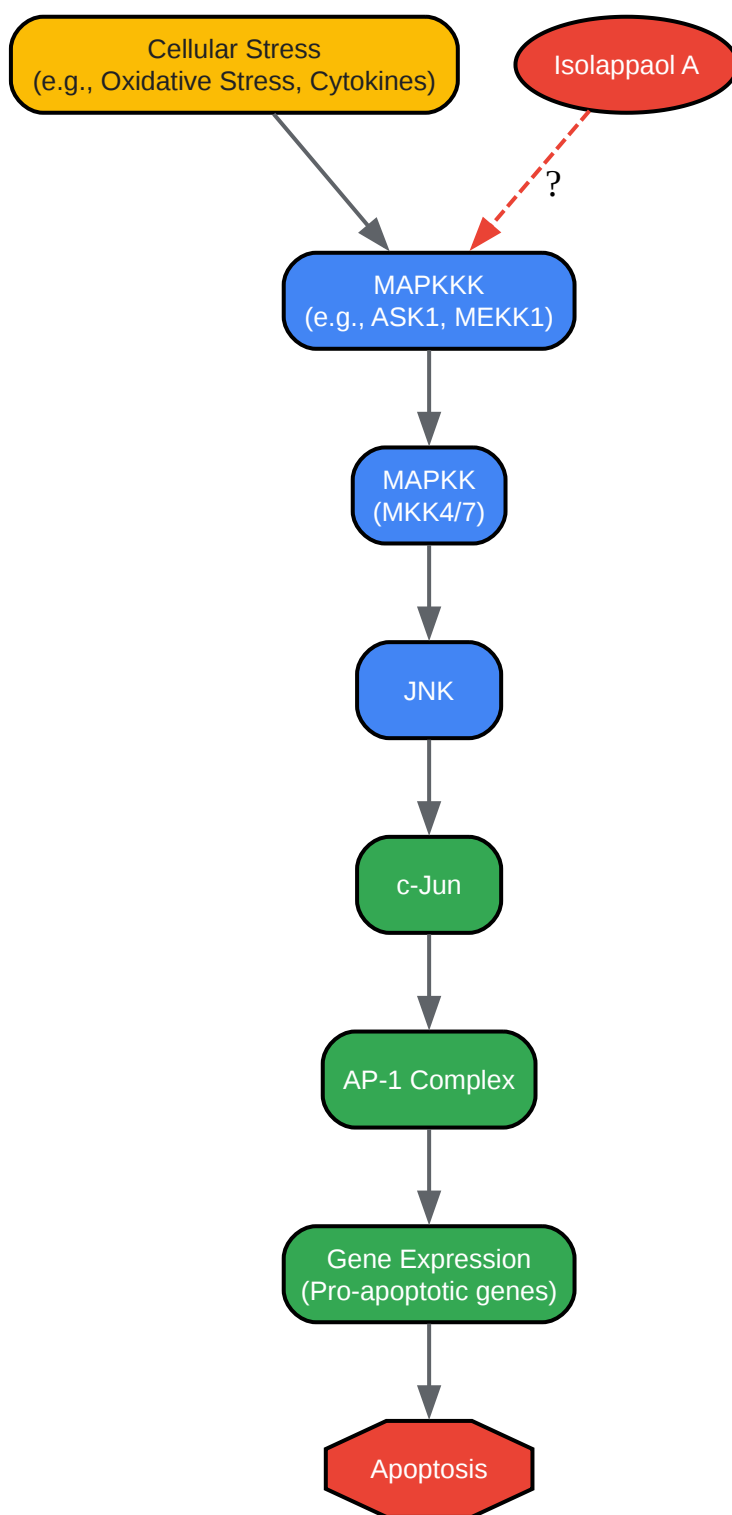 Cellular Stress
(e.g., Oxidative Stress, Cytokines)
Isolappaol A
?
MAPKKK
(e.g., ASK1, MEKK1)
MAPKK
(MKK4/7)
JNK
c-Jun
AP-1 Complex
Gene Expression
(Pro-apoptotic genes)
Apoptosis